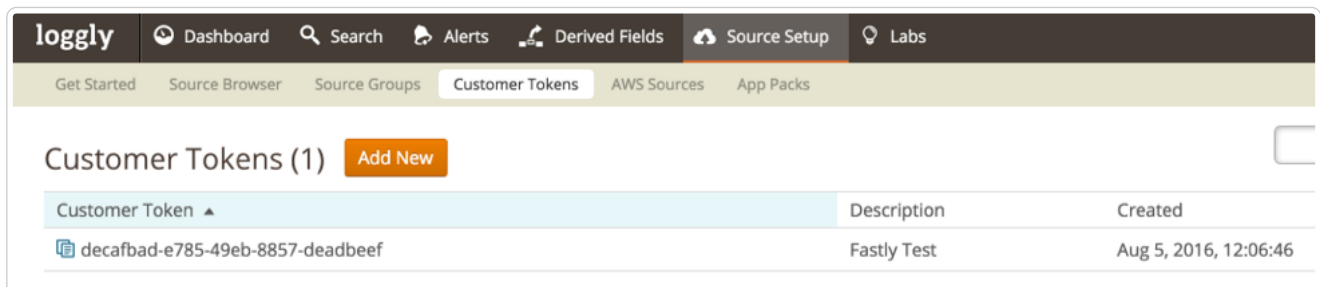 loggly Dashboard Search Alerts Derived Fields Source Setup Labs
Get Started Source Browser Source Groups Customer Tokens AWS Sources App Packs
Customer Tokens (1) Add New
Customer Token Description Created
decafbad-e785-49eb-8857-deadbeef Fastly Test Aug 5, 2016, 12:06:46